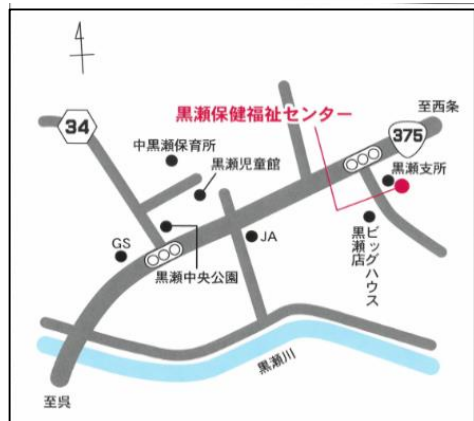 4
34
黒瀬保健福祉センター
至西条
375
中黒瀬保育所
黒瀬児童館
黒瀬支所
GS
JA
黒瀬中央公園
ビッグハウス
黒瀬店
黒瀬川
至呉